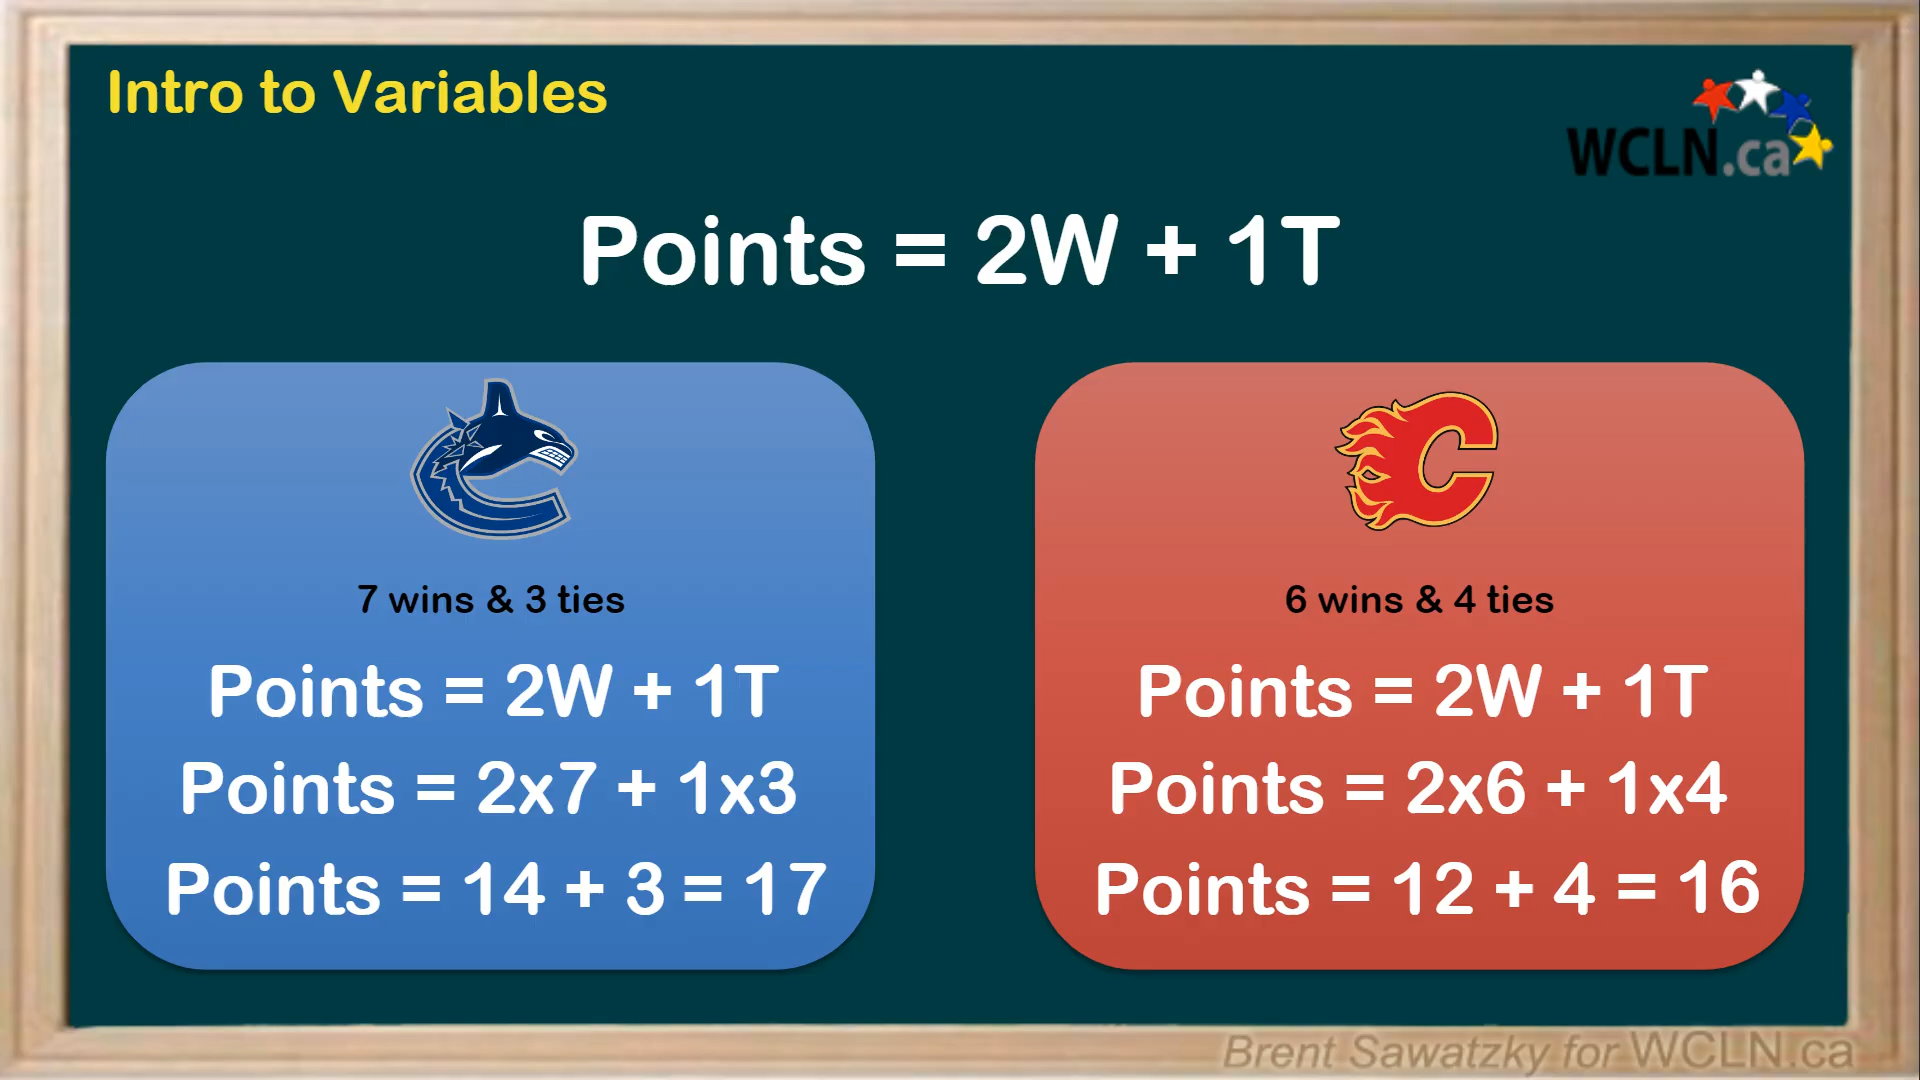 Intro to Variables
WCLN.ca
Points = 2W + 1T
7 wins & 3 ties
Points = 2W + 1T
Points = 2x7 + 1x3
Points = 14 + 3 = 17
6 wins & 4 ties
Points = 2W + 1T
Points = 2x6 + 1x4
Points = 12 + 4 = 16
Brent Sawatzky for WCLN.ca